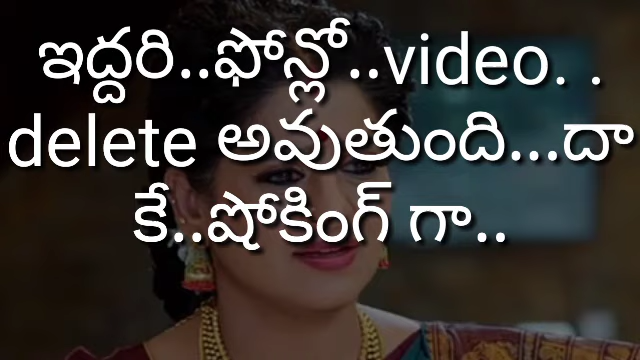 ఇద్దరి..ఫోన్లో..video. .
delete అవుతుంది...దా
కే..షోకింగ్ గా..